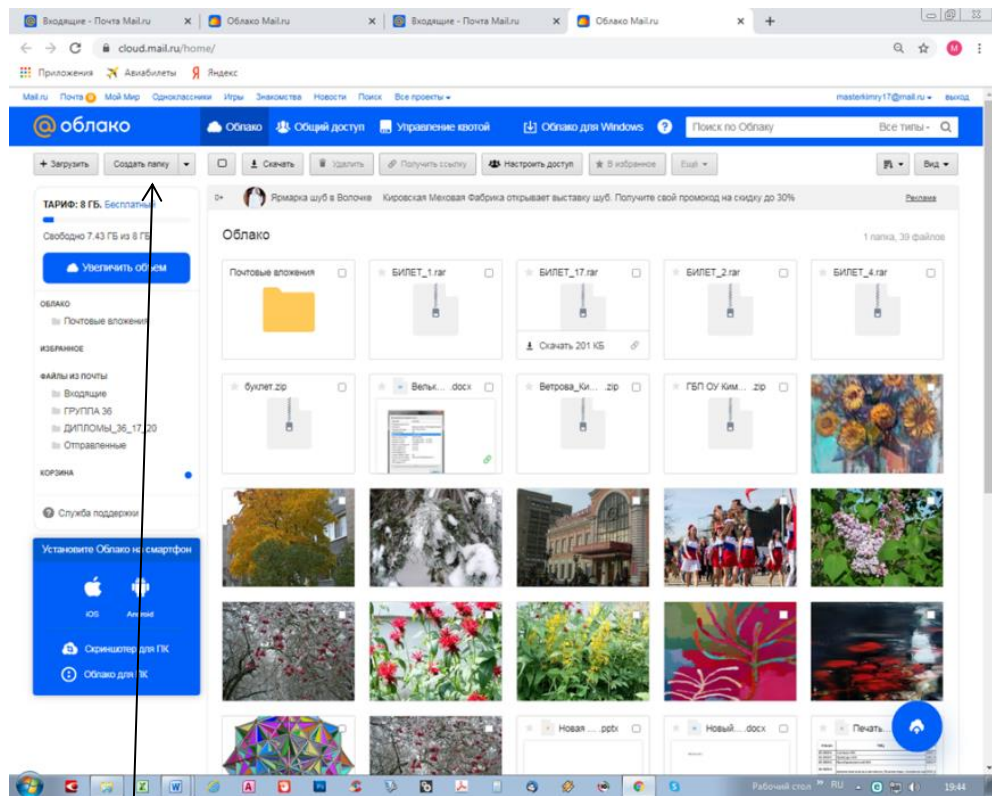 Входящие - Почта Mail.ru
Облако Mail.ru
Входящие - Почта Mail.ru
Облако Mail.ru
cloud.mail.ru/home/
M
Приложения Авиабилеты Яндекс
Mail.ru Почта Мой Мир Одноклассники Игры Знакомства Новости Поиск Все проекты
masterkimry17@mail.ru выход
облако
Облако Общий доступ Управление квотой Облако для Windows ? Поиск по Облаку Все типы
+ Загрузить Создать папку Скачать Удалить Получить ссылку Настроить доступ В избранное Ещё Вид
ТАРИФ: 8 ГБ. Бесплатный
Свободно 7.43 ГБ из 8 ГБ
Увеличить объем
ОБЛАКО
Почтовые вложения
ИЗБРАННОЕ
ФАЙЛЫ ИЗ ПОЧТЫ
Входящие
ГРУППА 36
ДИПЛОМЫ_36_17_20
Отправленные
КОРЗИНА
Служба поддержки
Установите Облако на смартфон
iOS Android
Скриншотер для ПК
Облако для ПК
0+ Ярмарка шуб в Волочке Кировская Меховая Фабрика открывает выставку шуб. Получите свой промокод на скидку до 30% Реклама
Облако
1 папка, 39 файлов
Почтовые вложения БИЛЕТ_1.rar БИЛЕТ_17.rar БИЛЕТ_2.rar БИЛЕТ_4.rar
Скачать 201 КБ
буклет.zip Вельк... .docx Ветрова_Ки... .zip ГБП ОУ Ким... .zip
Новая ... .pptx Новый... .docx Печать...
Рабочий стол RU 19:44